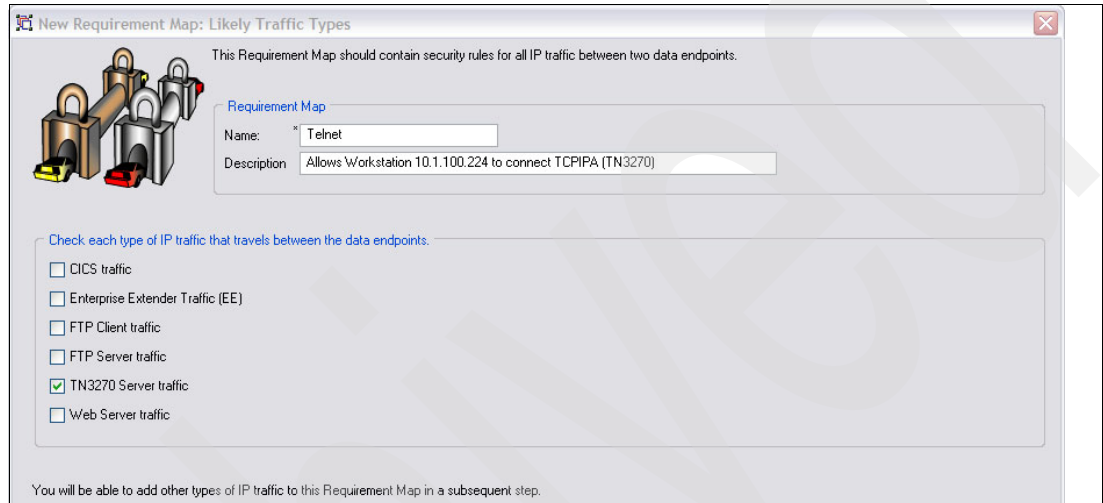 New Requirement Map: Likely Traffic Types
This Requirement Map should contain security rules for all IP traffic between two data endpoints.
Requirement Map
Name: * Telnet
Description Allows Workstation 10.1.100.224 to connect TCPIPA (TN3270)
Check each type of IP traffic that travels between the data endpoints.
CICS traffic
Enterprise Extender Traffic (EE)
FTP Client traffic
FTP Server traffic
TN3270 Server traffic
Web Server traffic
You will be able to add other types of IP traffic to this Requirement Map in a subsequent step.